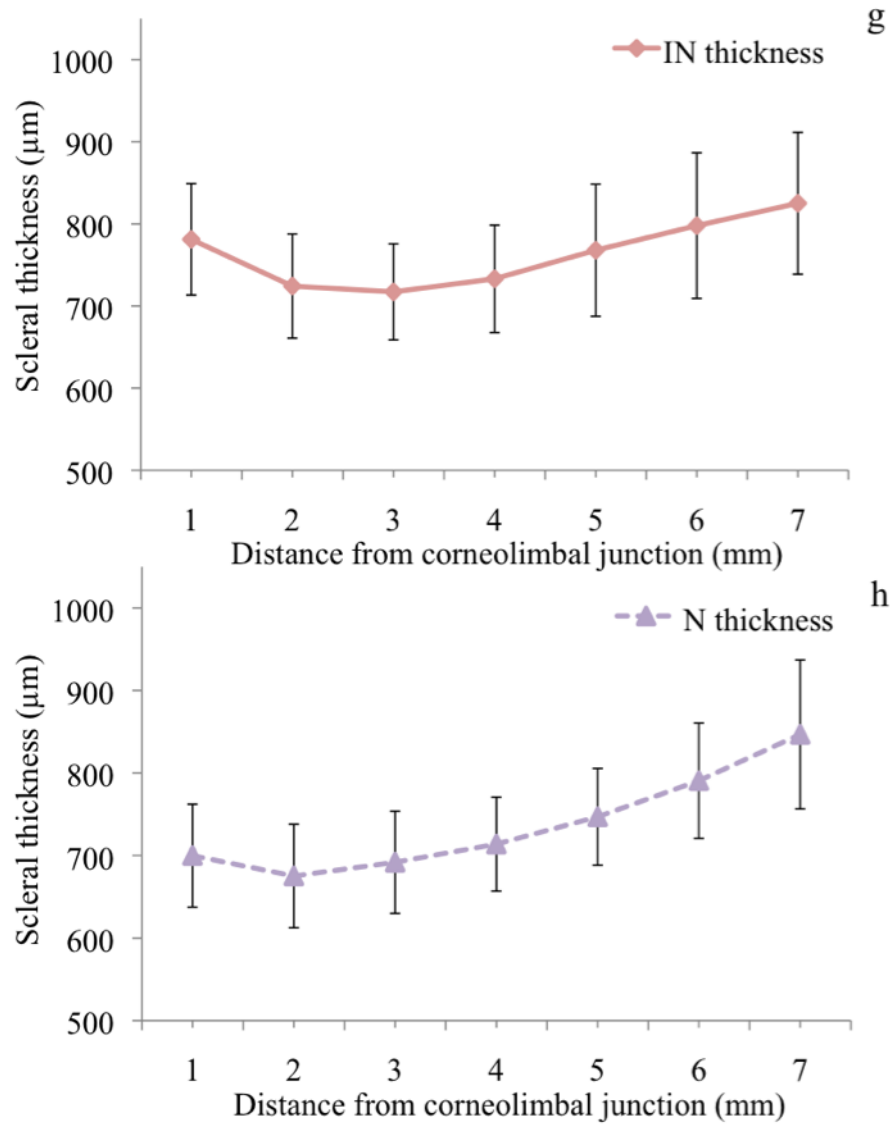 g
IN thickness
Scleral thickness (µm)
1000
900
800
700
600
500
1 2 3 4 5 6 7
Distance from corneolimbal junction (mm)
h
N thickness
Scleral thickness (µm)
1000
900
800
700
600
500
1 2 3 4 5 6 7
Distance from corneolimbal junction (mm)